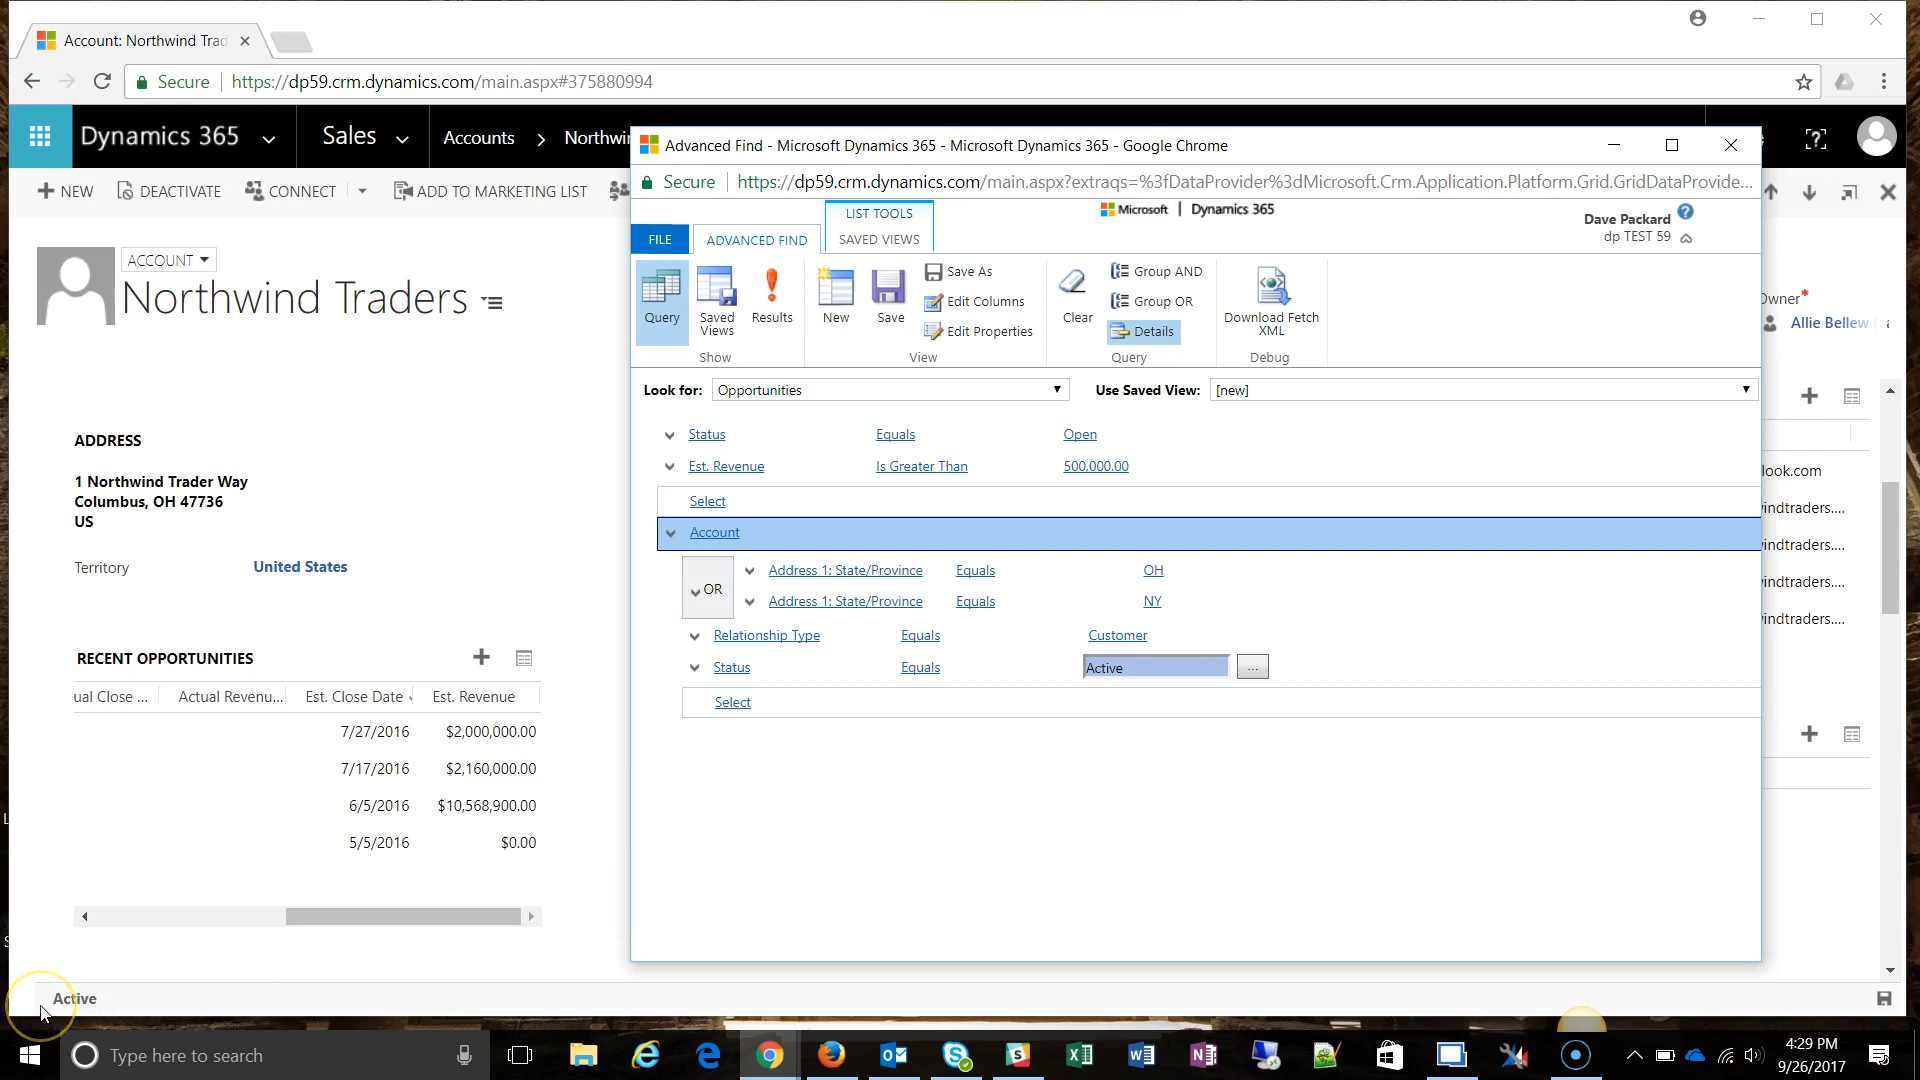 Account: Northwind Trad
Secure
https://dp59.crm.dynamics.com/main.aspx#375880994
Dynamics 365
Sales
Accounts
Northwin
NEW
DEACTIVATE
CONNECT
ADD TO MARKETING LIST
ACCOUNT
Northwind Traders
ADDRESS
1 Northwind Trader Way
Columbus, OH 47736
US
Territory
United States
RECENT OPPORTUNITIES
ual Close ...
Actual Revenu...
Est. Close Date
Est. Revenue
7/27/2016
$2,000,000.00
7/17/2016
$2,160,000.00
6/5/2016
$10,568,900.00
5/5/2016
$0.00
Active
Advanced Find - Microsoft Dynamics 365 - Microsoft Dynamics 365 - Google Chrome
Secure
https://dp59.crm.dynamics.com/main.aspx?extraqs=%3fDataProvider%3dMicrosoft.Crm.Application.Platform.Grid.GridDataProvide...
Microsoft | Dynamics 365
Dave Packard
dp TEST 59
FILE
ADVANCED FIND
LIST TOOLS
SAVED VIEWS
Query
Saved Views
Results
Show
New
Save
Save As
Edit Columns
Edit Properties
View
Clear
Group AND
Group OR
Details
Query
Download Fetch XML
Debug
Look for:
Opportunities
Use Saved View:
[new]
Status
Equals
Open
Est. Revenue
Is Greater Than
500,000.00
Select
Account
OR
Address 1: State/Province
Equals
OH
Address 1: State/Province
Equals
NY
Relationship Type
Equals
Customer
Status
Equals
Active
...
Select
Owner*
Allie Bellew
look.com
indtraders....
indtraders....
indtraders....
indtraders....
Type here to search
4:29 PM
9/26/2017